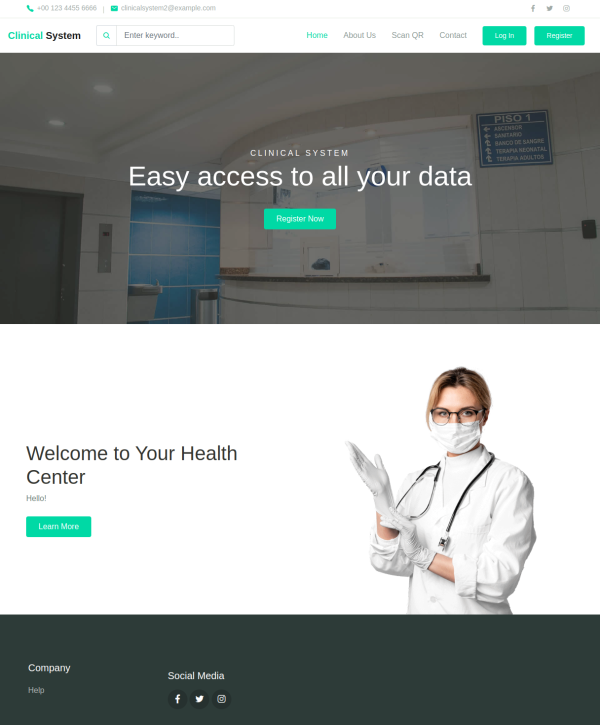 +00 123 4455 6666 | clinicalsystem2@example.com
Clinical System
Enter keyword..
Home
About Us
Scan QR
Contact
Log In
Register
PISO 1
ASCENSOR
SANITARIO
BANCO DE SANGRE
TERAPIA NEONATAL
TERAPIA ADULTOS
CLINICAL SYSTEM
Easy access to all your data
Register Now
Welcome to Your Health
Center
Hello!
Learn More
Company
Help
Social Media